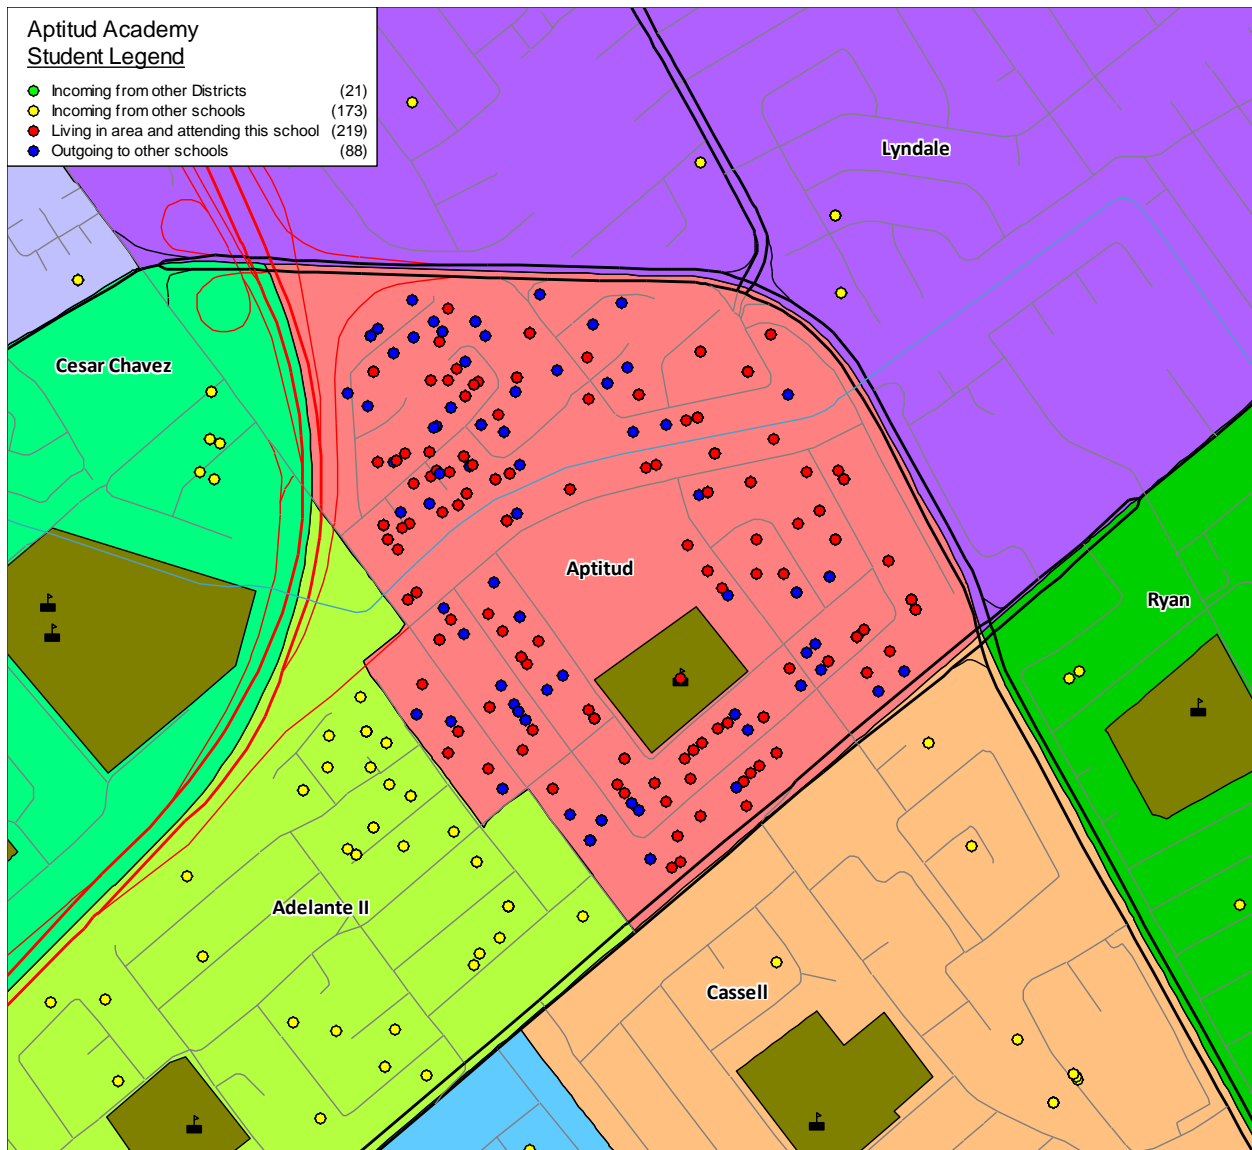 Aptitud Academy
Student Legend
Incoming from other Districts (21)
Incoming from other schools (173)
Living in area and attending this school (219)
Outgoing to other schools (88)
Lyndale
Cesar Chavez
Aptitud
Ryan
Adelante II
Cassell